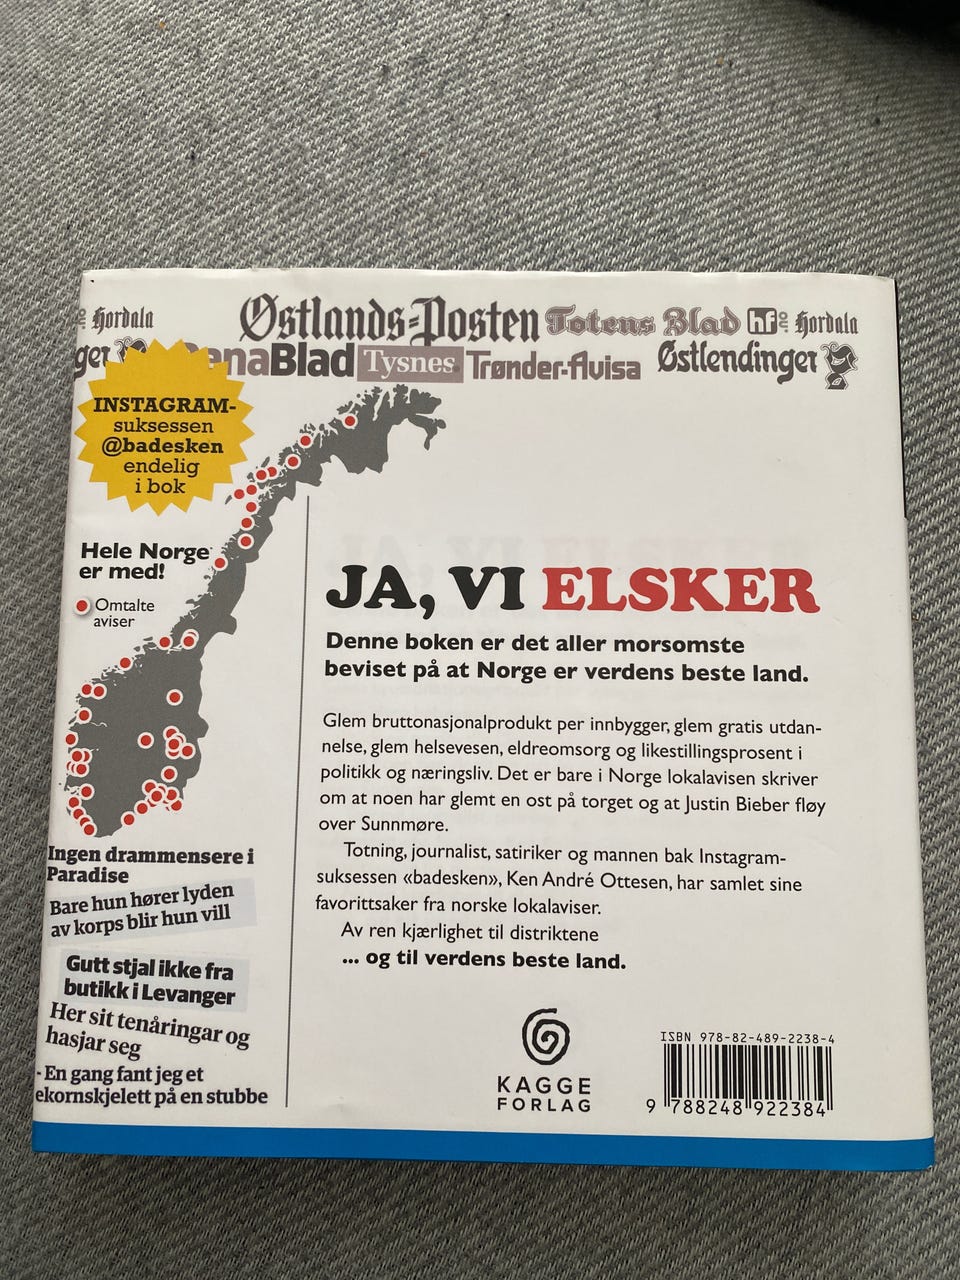 Hordala
Østlands-Posten
Totens Blad
hf
no
Hordala
ger
naBlad
Tysnes
Trønder-Avisa
Østlendingen
INSTAGRAM-
suksessen
@badesken
endelig
i bok
Hele Norge
er med!
Omtalte
aviser
JA, VI ELSKER
Denne boken er det aller morsomste
beviset på at Norge er verdens beste land.
Glem bruttonasjonalprodukt per innbygger, glem gratis utdan-
nelse, glem helsevesen, eldreomsorg og likestillingsprosent i
politikk og næringsliv. Det er bare i Norge lokalavisen skriver
om at noen har glemt en ost på torget og at Justin Bieber fløy
over Sunnmøre.
Totning, journalist, satiriker og mannen bak Instagram-
suksessen «badesken», Ken André Ottesen, har samlet sine
favorittsaker fra norske lokalaviser.
Av ren kjærlighet til distriktene
... og til verdens beste land.
Ingen drammensere i
Paradise
Bare hun hører lyden
av korps blir hun vill
Gutt stjal ikke fra
butikk i Levanger
Her sit tenåringar og
hasjar seg
- En gang fant jeg et
ekornskjelett på en stubbe
KAGGE
FORLAG
ISBN 978-82-489-2238-4
9 788248 922384